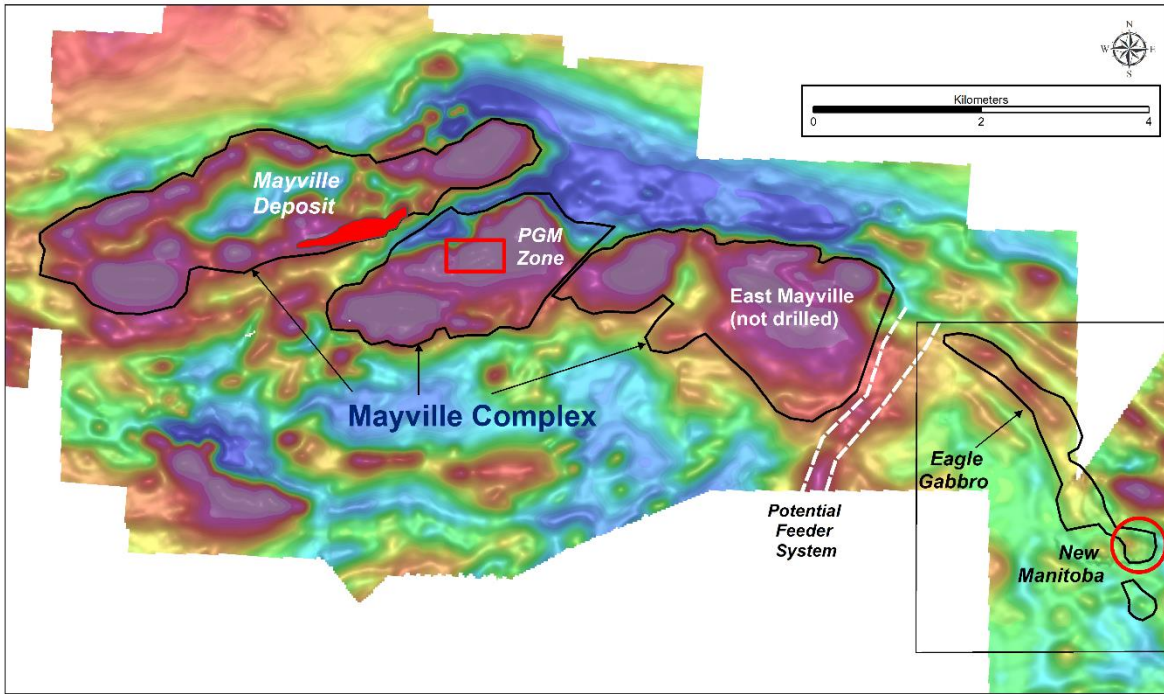 N
W
E
S
Kilometers
0
2
4
Mayville
Deposit
PGM
Zone
East Mayville
(not drilled)
Mayville Complex
Eagle
Gabbro
Potential
Feeder
System
New
Manitoba